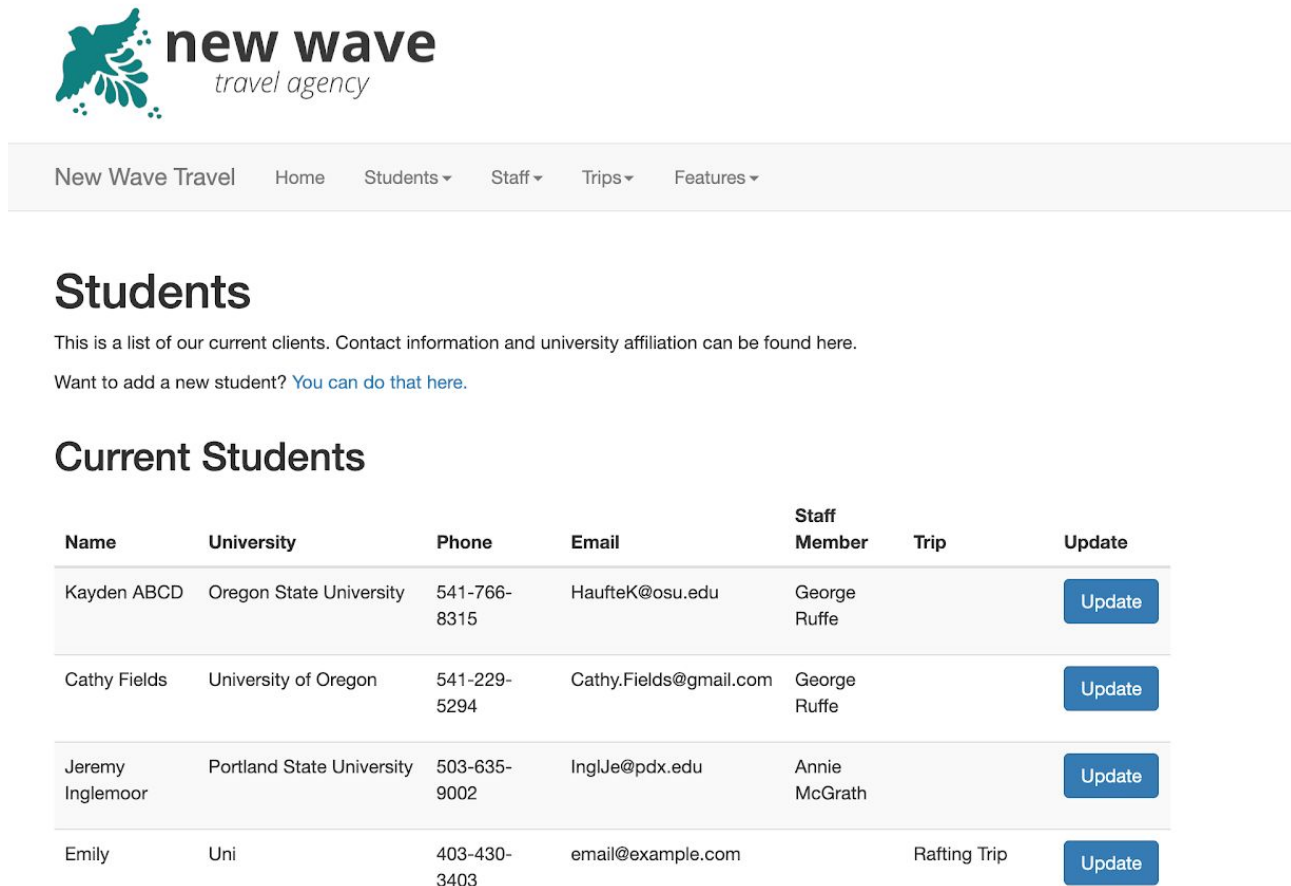 new wave
travel agency
New Wave Travel Home Students Staff Trips Features
Students
This is a list of our current clients. Contact information and university affiliation can be found here.
Want to add a new student? You can do that here.
Current Students
Name University Phone Email Staff Member Trip Update
Kayden ABCD Oregon State University 541-766-8315 HaufteK@osu.edu George Ruffe Update
Cathy Fields University of Oregon 541-229-5294 Cathy.Fields@gmail.com George Ruffe Update
Jeremy Inglemoor Portland State University 503-635-9002 InglJe@pdx.edu Annie McGrath Update
Emily Uni 403-430-3403 email@example.com Rafting Trip Update